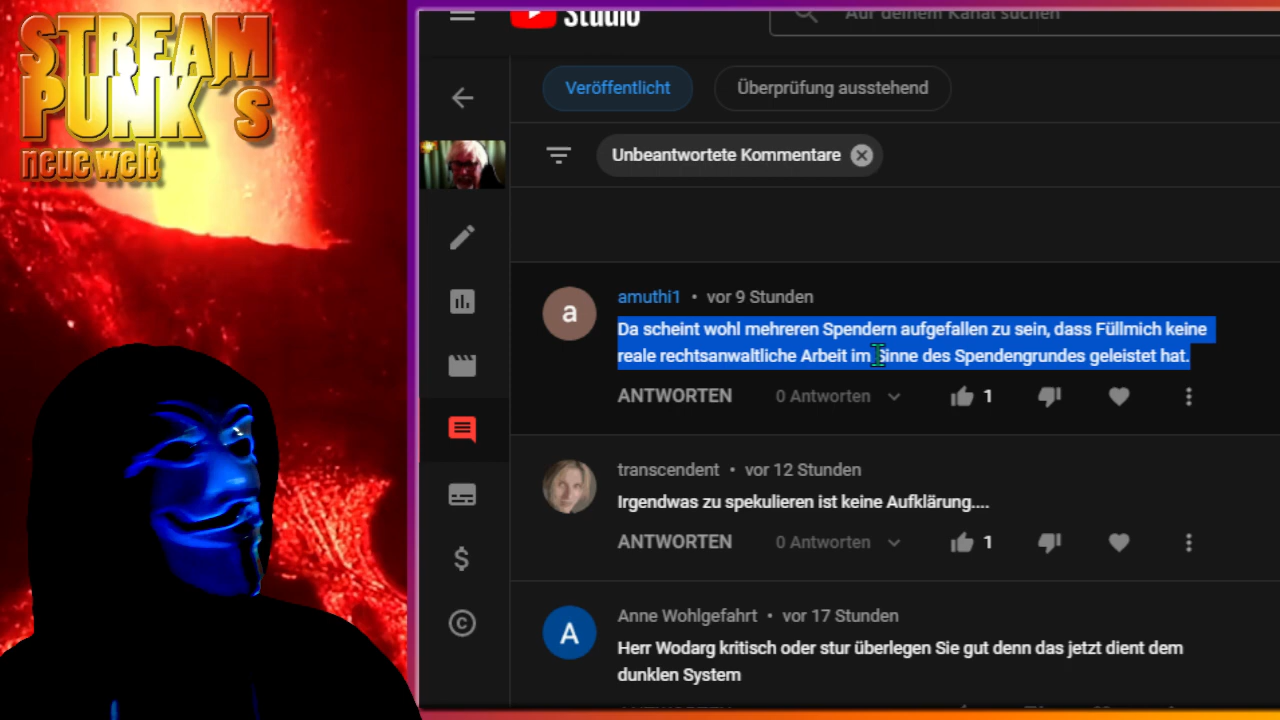 STREAM
PUNK´s
neue welt
Studio
Auf deinem Kanal suchen
Veröffentlicht
Überprüfung ausstehend
Unbeantwortete Kommentare
a
amuthi1 • vor 9 Stunden
Da scheint wohl mehreren Spendern aufgefallen zu sein, dass Füllmich keine
reale rechtsanwaltliche Arbeit im Sinne des Spendengrundes geleistet hat.
ANTWORTEN 0 Antworten 1
transcendent • vor 12 Stunden
Irgendwas zu spekulieren ist keine Aufklärung....
ANTWORTEN 0 Antworten 1
A
Anne Wohlgefahrt • vor 17 Stunden
Herr Wodarg kritisch oder stur überlegen Sie gut denn das jetzt dient dem
dunklen System